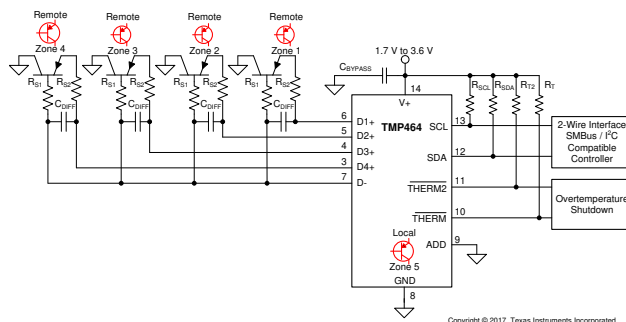 Remote
Zone 4
Remote
Zone 3
Remote
Zone 2
Remote
Zone 1
RS1
RS2
CDIFF
RS1
RS2
CDIFF
RS1
RS2
CDIFF
RS1
RS2
CDIFF
CBYPASS
1.7 V to 3.6 V
RSCL
RSDA
RT2
RT
14
V+
TMP464
6
D1+
5
D2+
4
D3+
3
D4+
7
D-
SCL
13
SDA
12
THERM2
11
THERM
10
ADD
9
Local
Zone 5
GND
8
2-Wire Interface
SMBus / I²C
Compatible
Controller
Overtemperature
Shutdown
Copyright © 2017, Texas Instruments Incorporated